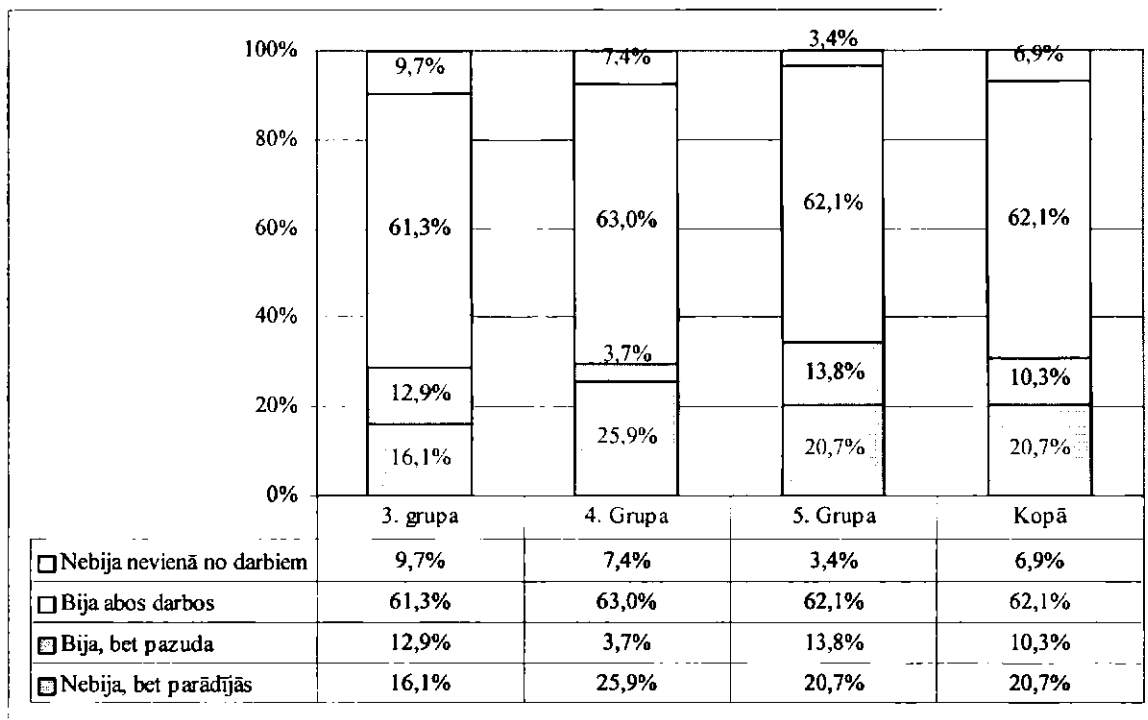 100%
80%
60%
40%
20%
0%
9,7% 7,4% 3,4% 6,9%
61,3% 63,0% 62,1% 62,1%
12,9% 3,7% 13,8% 10,3%
16,1% 25,9% 20,7% 20,7%
3. grupa 4. Grupa 5. Grupa Kopā
Nebija nevienā no darbiem 9,7% 7,4% 3,4% 6,9%
Bija abos darbos 61,3% 63,0% 62,1% 62,1%
Bija, bet pazuda 12,9% 3,7% 13,8% 10,3%
Nebija, bet parādījās 16,1% 25,9% 20,7% 20,7%